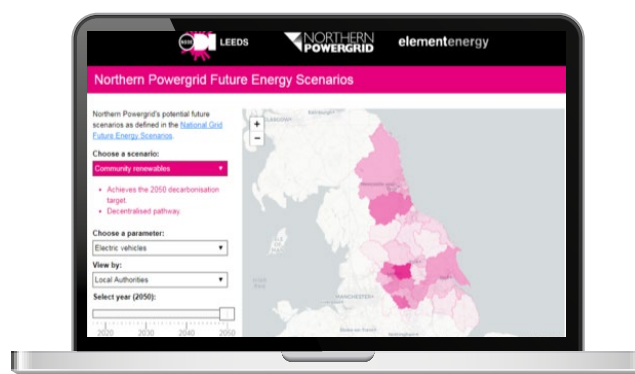 LEEDS
NORTHERN
POWERGRID
elementenergy
Northern Powergrid Future Energy Scenarios
Northern Powergrid's potential future
scenarios as defined in the National Grid
Future Energy Scenarios.
Choose a scenario:
Community renewables
Achieves the 2050 decarbonisation
target.
Decentralised pathway.
Choose a parameter:
Electric vehicles
View by:
Local Authorities
Select year (2050):
2020 2030 2040 2050
+
−
MANCHESTER